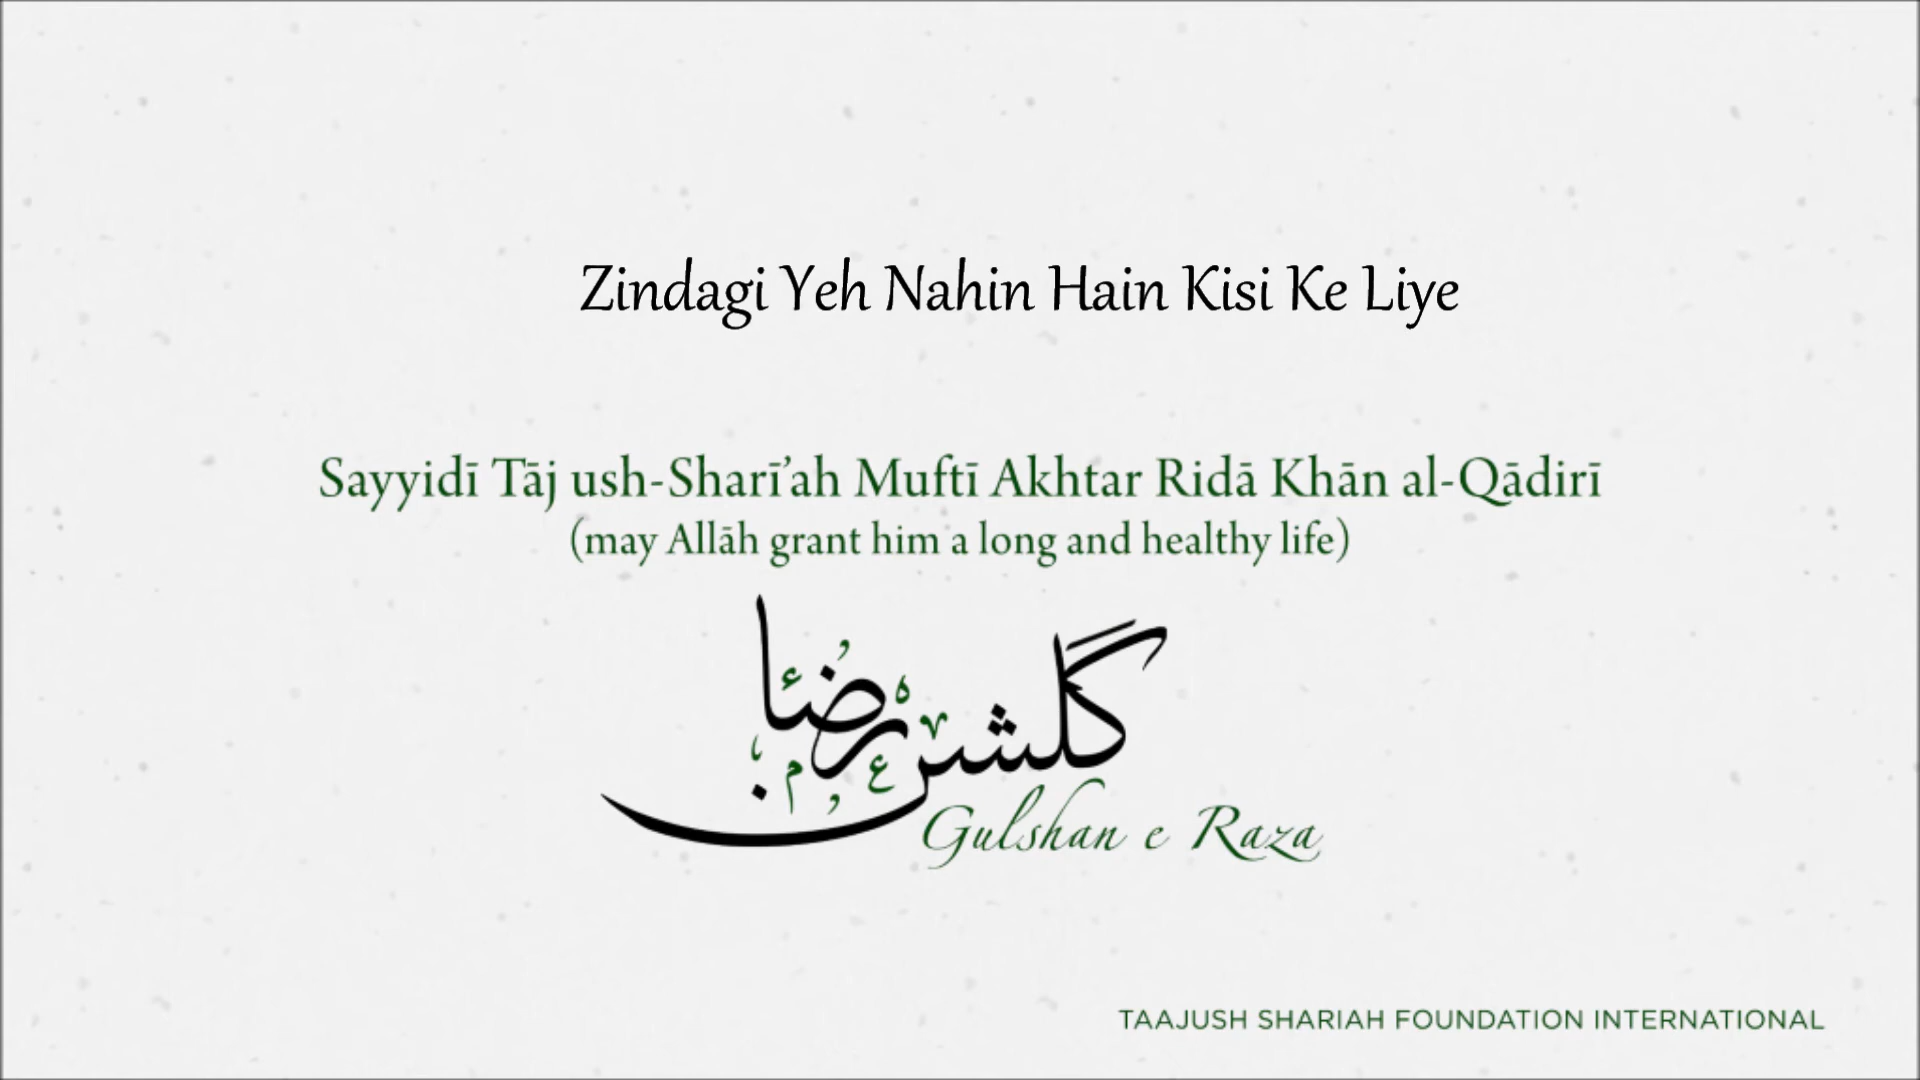 Zindagi Yeh Nahin Hain Kisi Ke Liye
Sayyidī Tāj ush-Sharī’ah Muftī Akhtar Ridā Khān al-Qādirī
(may Allāh grant him a long and healthy life)
گلشن رضا
Gulshan e Raza
TAAJUSH SHARIAH FOUNDATION INTERNATIONAL